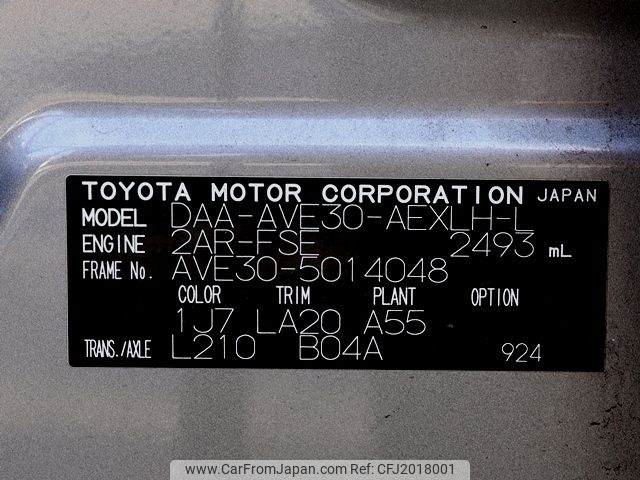 TOYOTA MOTOR CORPORATION JAPAN
MODEL DAA-AVE30-AEXLH-L
ENGINE 2AR-FSE 2493 mL
FRAME No. AVE30-5014048
COLOR TRIM PLANT OPTION
1J7 LA20 A55
TRANS./AXLE L210 B04A 924
www.CarFromJapan.com | CFJ2018001